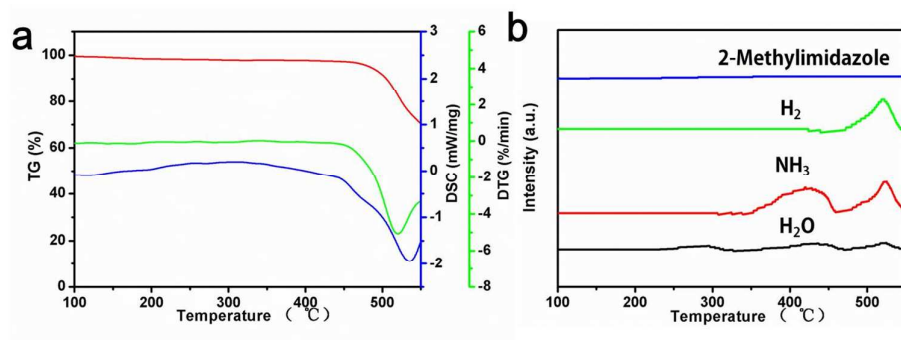 a
100
80
60
40
20
0
TG (%)
100
200
300
400
500
Temperature ( ℃)
3
2
1
0
-1
-2
DSC (mW/mg)
6
4
2
0
-2
-4
-6
-8
DTG (%/min)
b
Intensity (a.u.)
2-Methylimidazole
H₂
NH₃
H₂O
100
200
300
400
500
Temperature ( ℃)